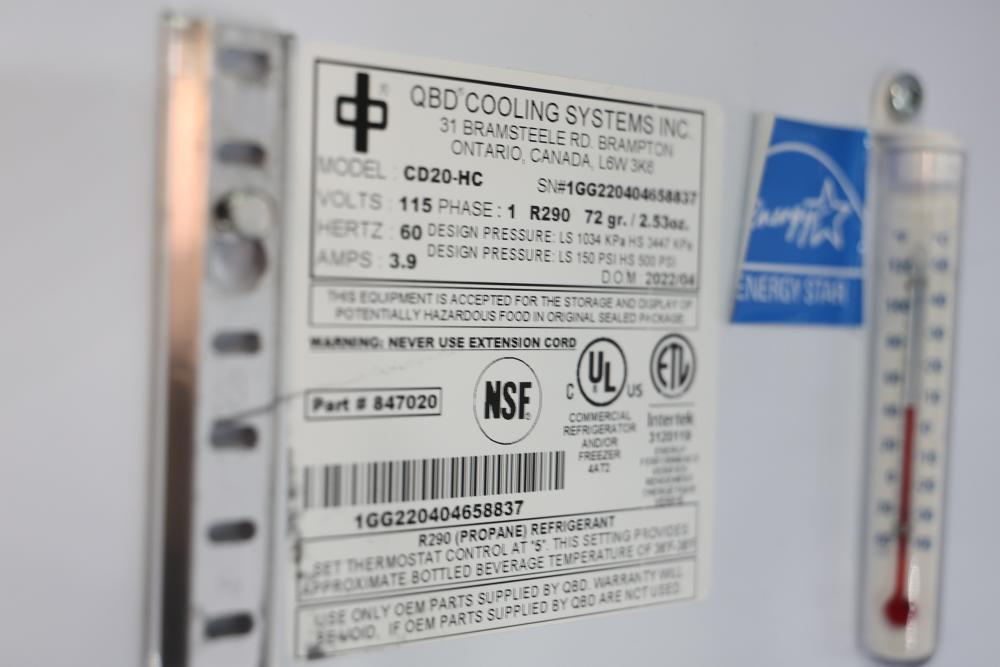 QBD® COOLING SYSTEMS INC.
31 BRAMSTEELE RD. BRAMPTON
ONTARIO, CANADA, L6W 3K6
MODEL : CD20-HC
SN#1GG220404658837
VOLTS : 115 PHASE : 1 R290 72 gr. / 2.53oz.
HERTZ : 60 DESIGN PRESSURE: LS 1034 KPa HS 3447 KPa
AMPS : 3.9 DESIGN PRESSURE: LS 150 PSI HS 500 PSI
D.O.M. 2022/04
THIS EQUIPMENT IS ACCEPTED FOR THE STORAGE AND DISPLAY OF
POTENTIALLY HAZARDOUS FOOD IN ORIGINAL SEALED PACKAGE.
WARNING: NEVER USE EXTENSION CORD
Part # 847020
NSF
C UL US
COMMERCIAL
REFRIGERATOR
AND/OR
FREEZER
4AT2
ETL
Intertek
3120119
1GG220404658837
R290 (PROPANE) REFRIGERANT
SET THERMOSTAT CONTROL AT "5". THIS SETTING PROVIDES
APPROXIMATE BOTTLED BEVERAGE TEMPERATURE OF
USE ONLY OEM PARTS SUPPLIED BY QBD. WARRANTY WILL
BE VOID, IF OEM PARTS SUPPLIED BY QBD ARE NOT USED.
energy
ENERGY STAR